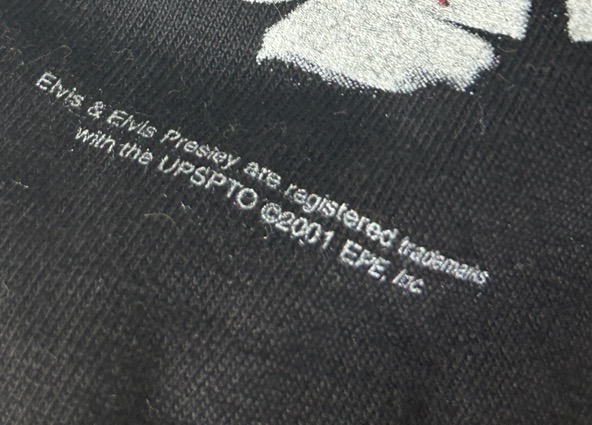 Elvis & Elvis Presley are registered trademarks
with the UPSPTO ©2001 EPE, Inc